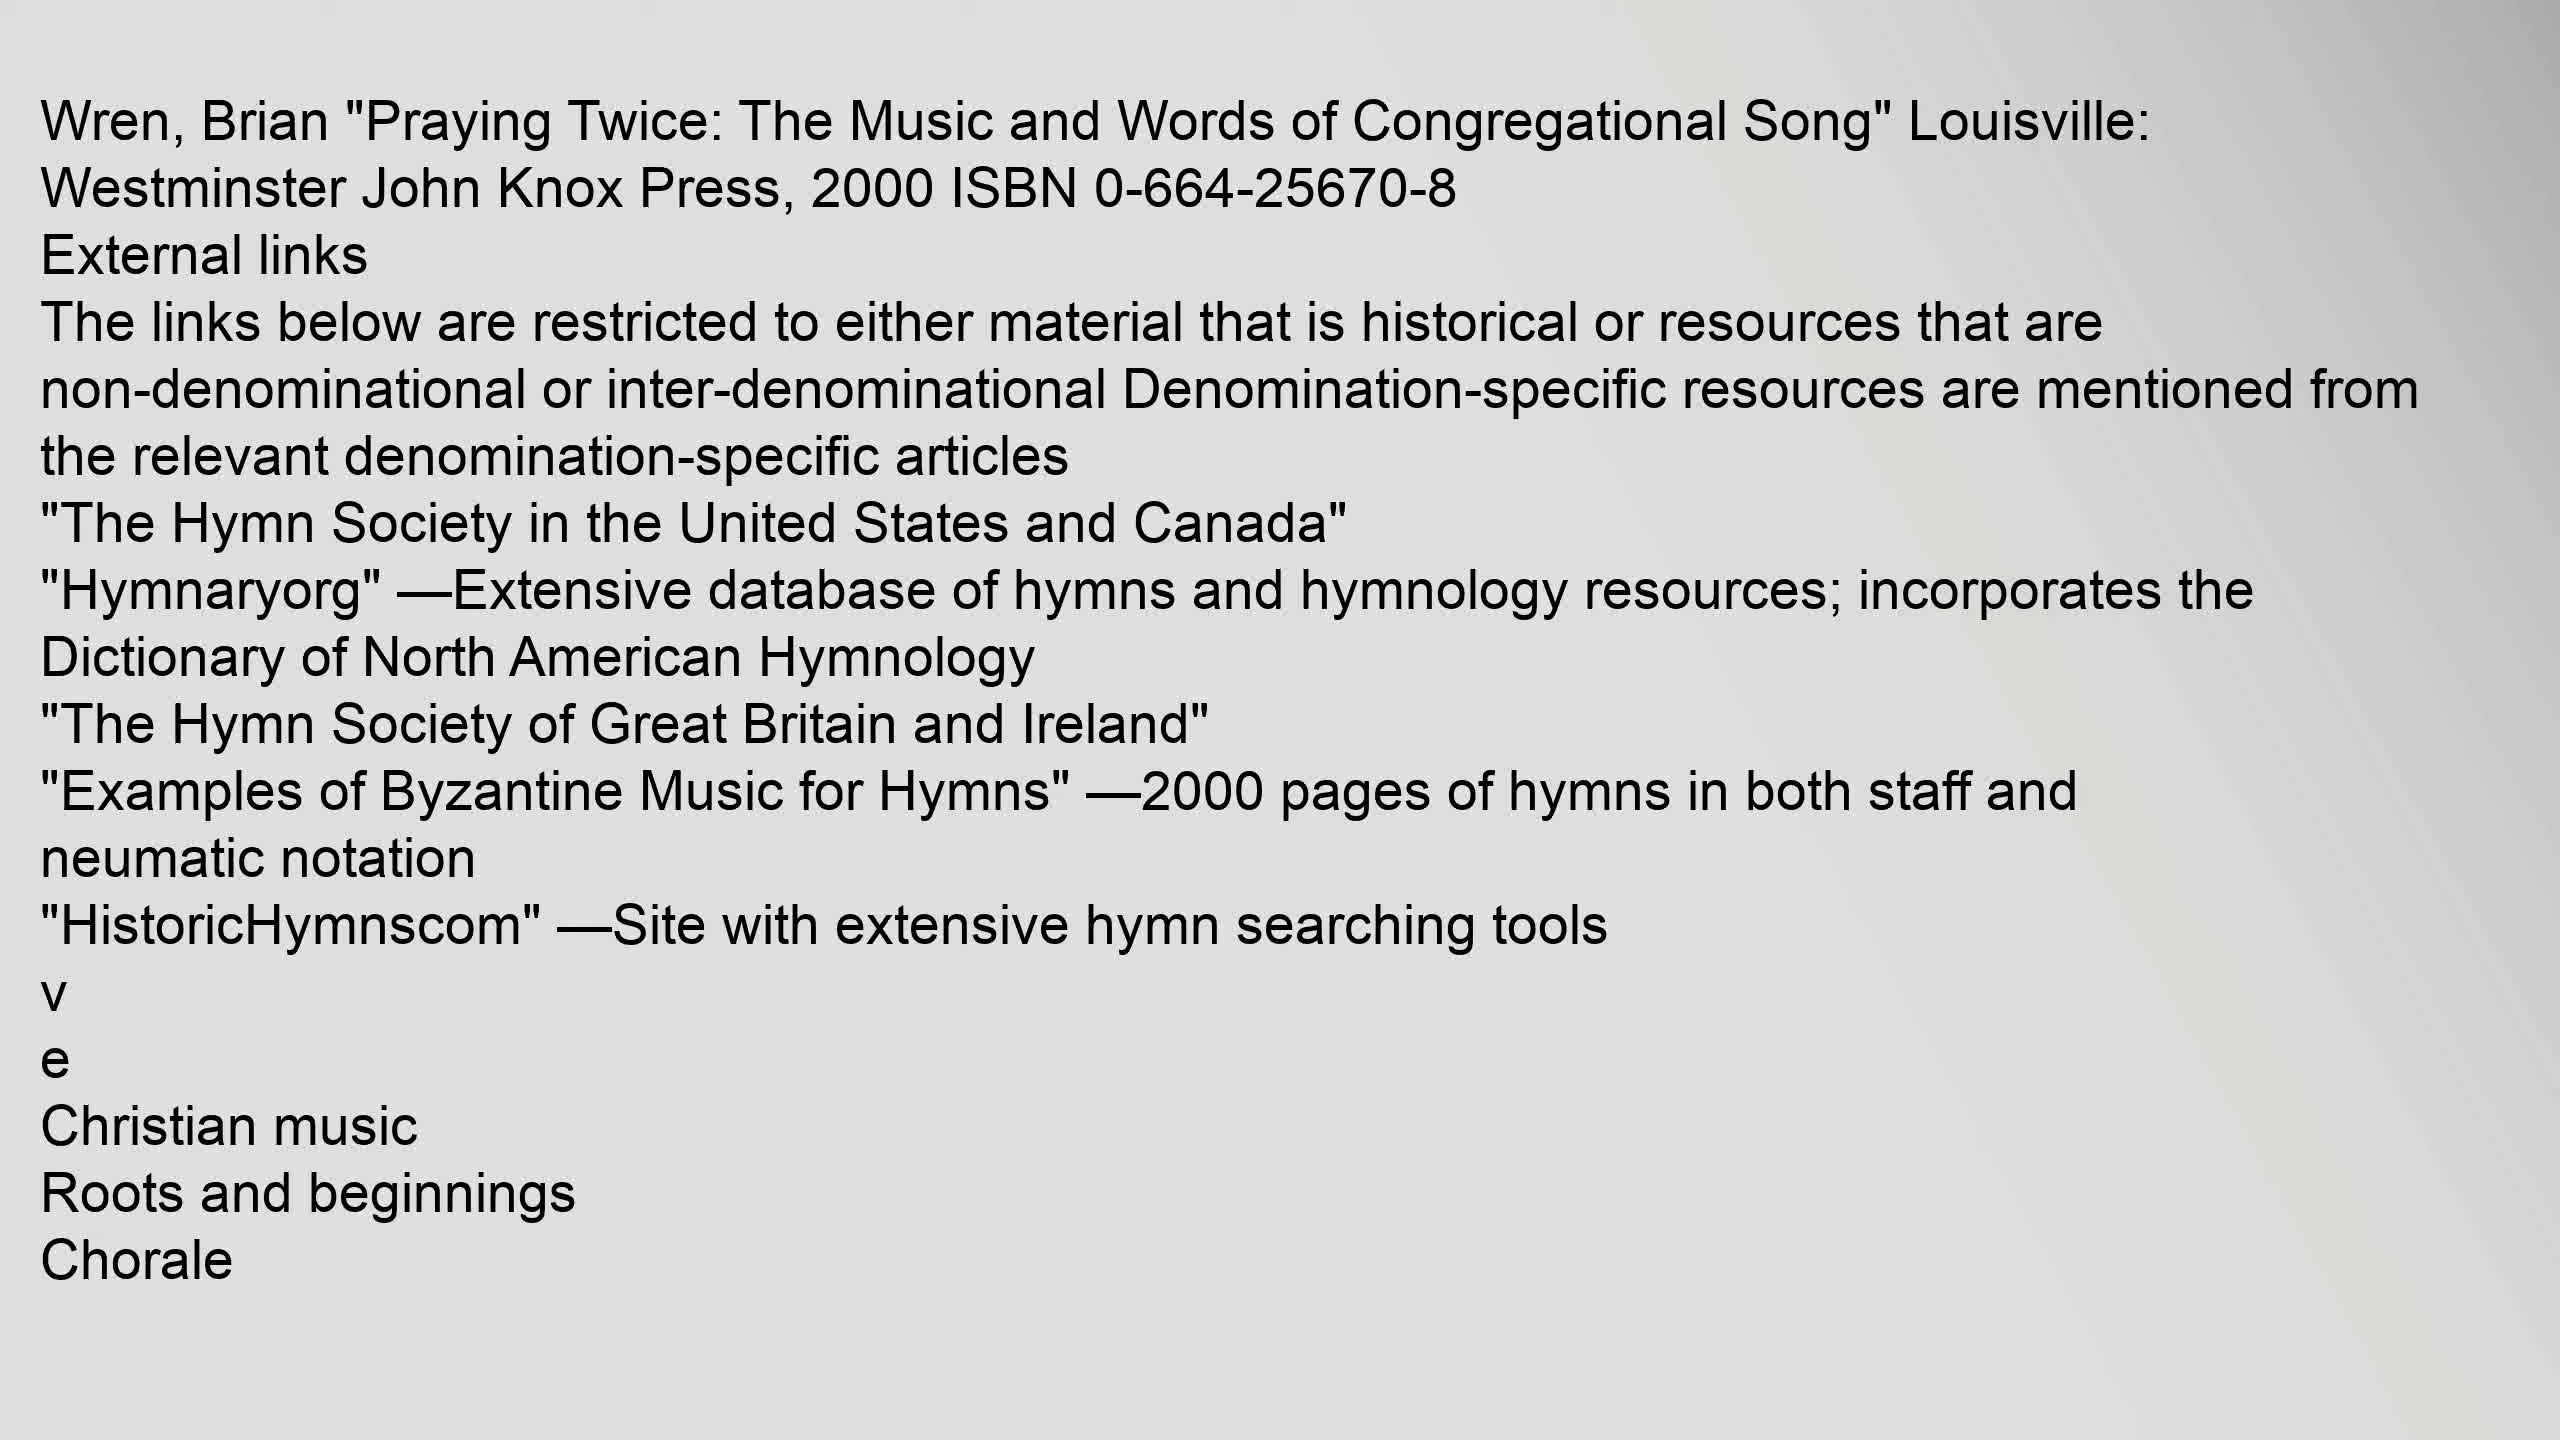 Wren, Brian "Praying Twice: The Music and Words of Congregational Song" Louisville:
Westminster John Knox Press, 2000 ISBN 0-664-25670-8
External links
The links below are restricted to either material that is historical or resources that are
non-denominational or inter-denominational Denomination-specific resources are mentioned from
the relevant denomination-specific articles
"The Hymn Society in the United States and Canada"
"Hymnaryorg" —Extensive database of hymns and hymnology resources; incorporates the
Dictionary of North American Hymnology
"The Hymn Society of Great Britain and Ireland"
"Examples of Byzantine Music for Hymns" —2000 pages of hymns in both staff and
neumatic notation
"HistoricHymnscom" —Site with extensive hymn searching tools
v
e
Christian music
Roots and beginnings
Chorale